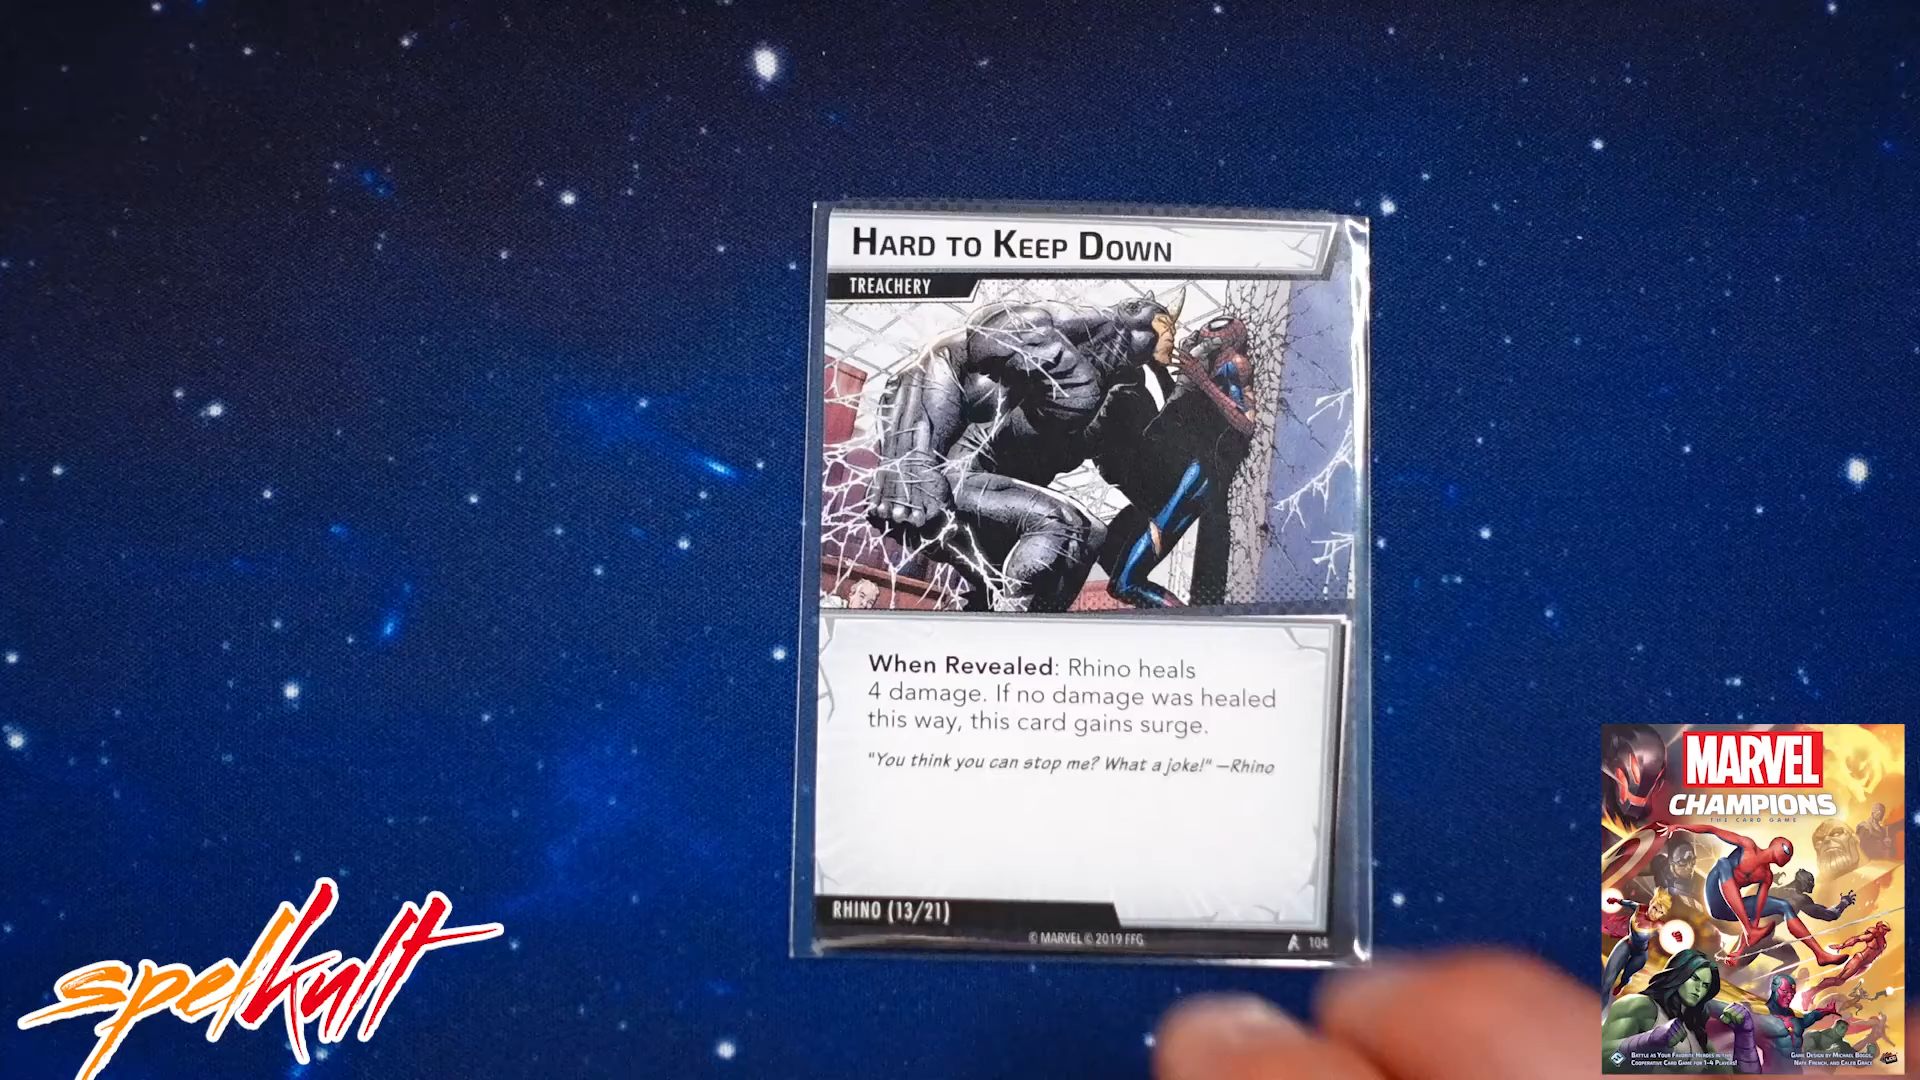 HARD TO KEEP DOWN
TREACHERY
When Revealed: Rhino heals
4 damage. If no damage was healed
this way, this card gains surge.
"You think you can stop me? What a joke!" —Rhino
RHINO (13/21)
© MARVEL © 2019 FFG
104
spelkult
MARVEL
CHAMPIONS
THE CARD GAME
BATTLE AS YOUR FAVORITE HEROES IN THIS
COOPERATIVE CARD GAME FOR 1-4 PLAYERS!
GAME DESIGN BY MICHAEL BOGGS,
NATE FRENCH, AND CALEB GRACE